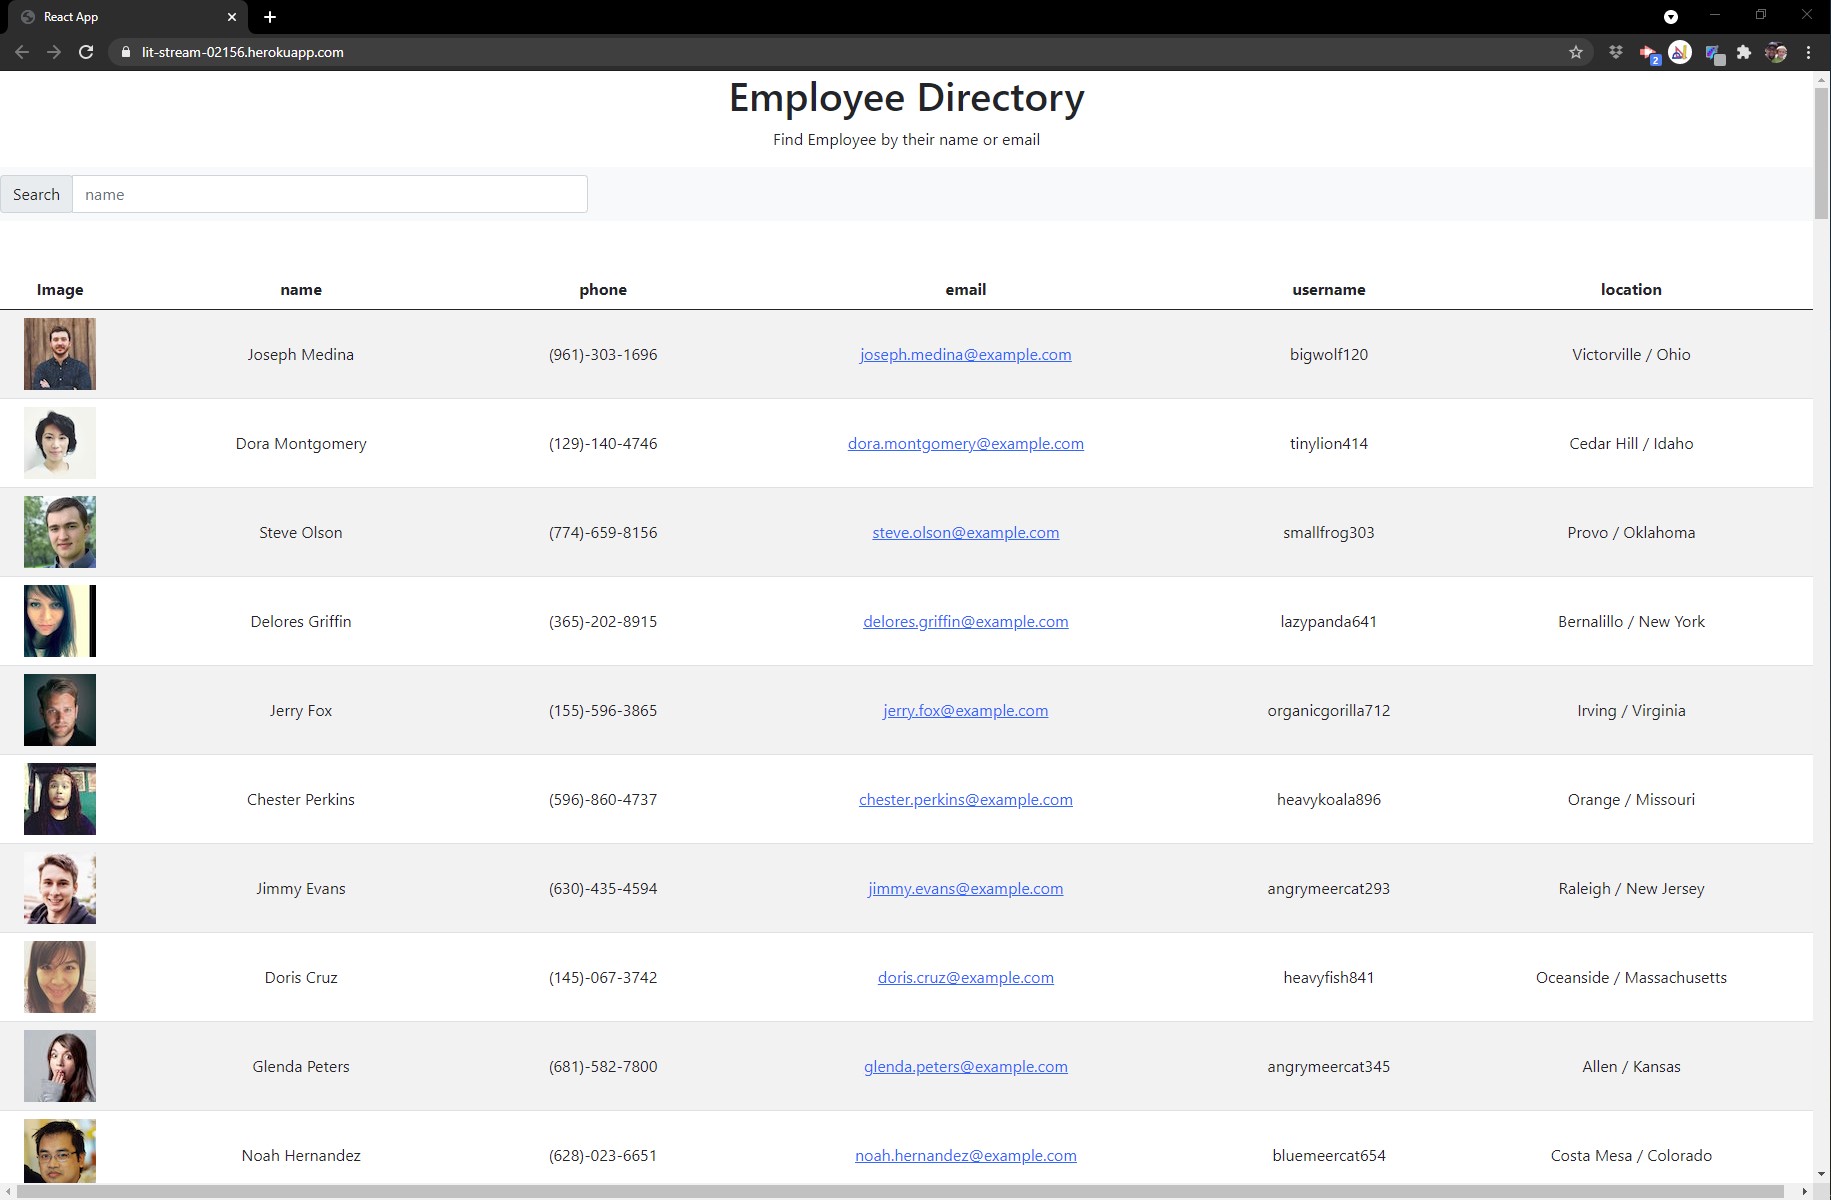 React App
lit-stream-02156.herokuapp.com
2
Employee Directory
Find Employee by their name or email
Search name
Image name phone email username location
Joseph Medina (961)-303-1696 joseph.medina@example.com bigwolf120 Victorville / Ohio
Dora Montgomery (129)-140-4746 dora.montgomery@example.com tinylion414 Cedar Hill / Idaho
Steve Olson (774)-659-8156 steve.olson@example.com smallfrog303 Provo / Oklahoma
Delores Griffin (365)-202-8915 delores.griffin@example.com lazypanda641 Bernalillo / New York
Jerry Fox (155)-596-3865 jerry.fox@example.com organicgorilla712 Irving / Virginia
Chester Perkins (596)-860-4737 chester.perkins@example.com heavykoala896 Orange / Missouri
Jimmy Evans (630)-435-4594 jimmy.evans@example.com angrymeercat293 Raleigh / New Jersey
Doris Cruz (145)-067-3742 doris.cruz@example.com heavyfish841 Oceanside / Massachusetts
Glenda Peters (681)-582-7800 glenda.peters@example.com angrymeercat345 Allen / Kansas
Noah Hernandez (628)-023-6651 noah.hernandez@example.com bluemeercat654 Costa Mesa / Colorado